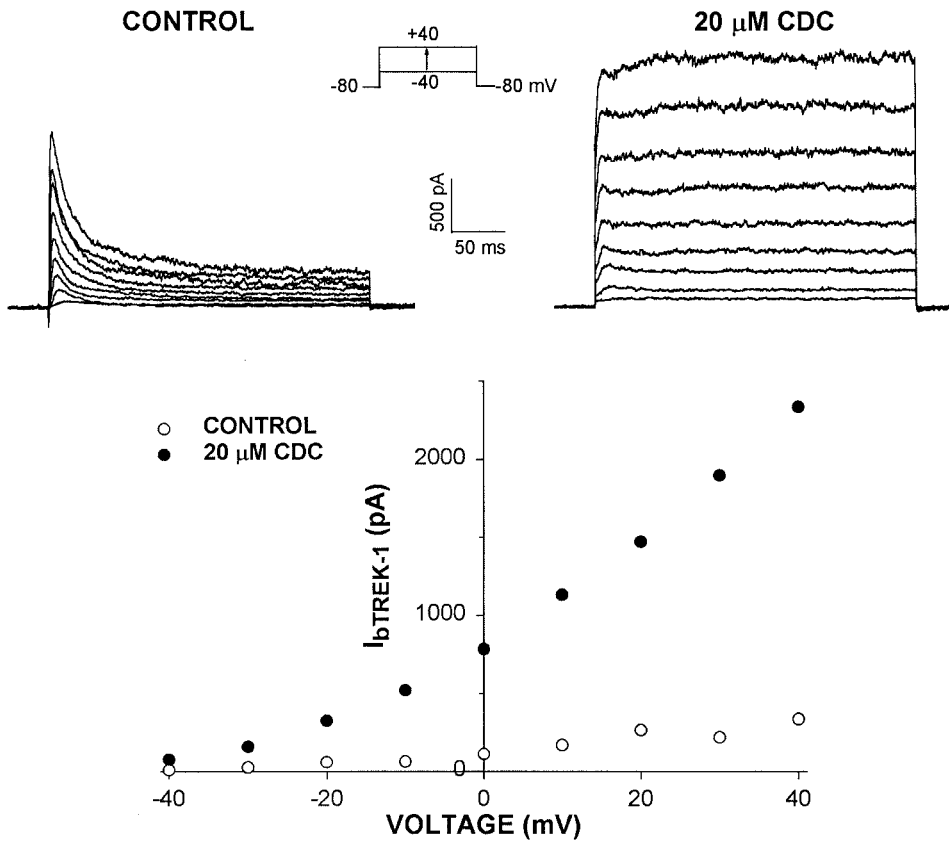 CONTROL
20 µM CDC
+40
-80
-40
-80 mV
500 pA
50 ms
CONTROL
20 µM CDC
IbTREK-1 (pA)
2000
1000
0
-40
-20
0
20
40
VOLTAGE (mV)